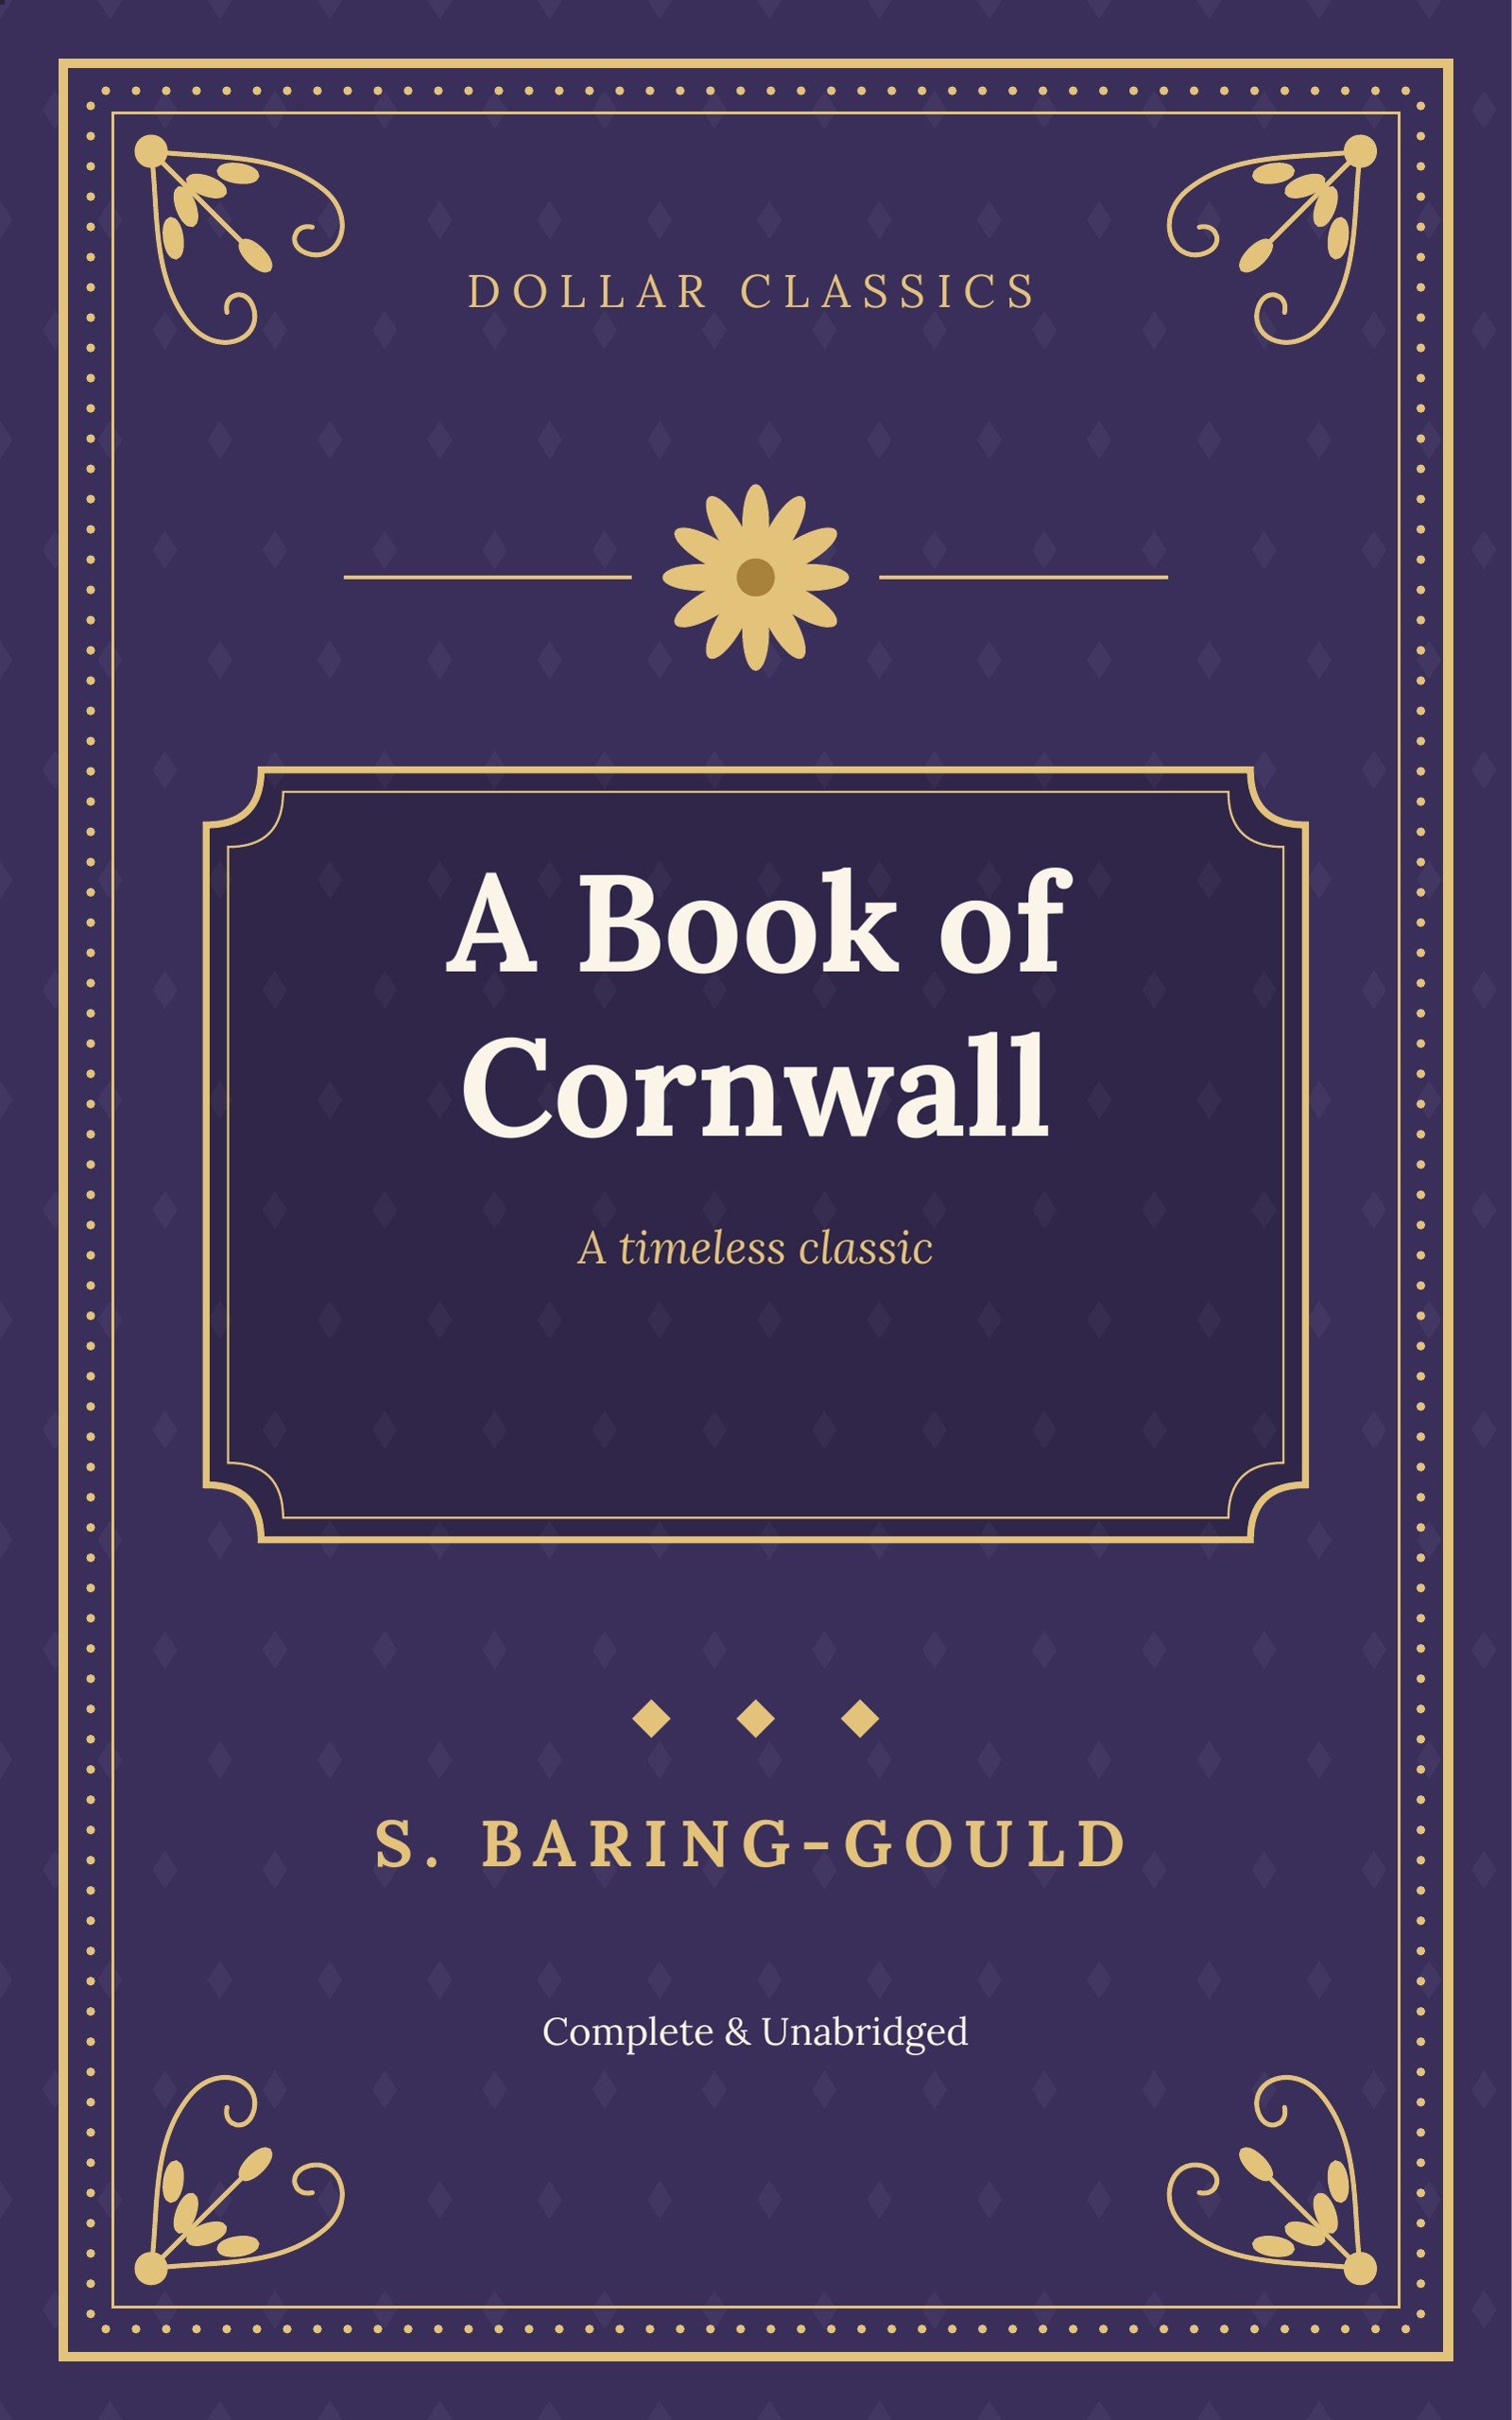 DOLLAR CLASSICS
A Book of
Cornwall
A timeless classic
S. BARING-GOULD
Complete & Unabridged